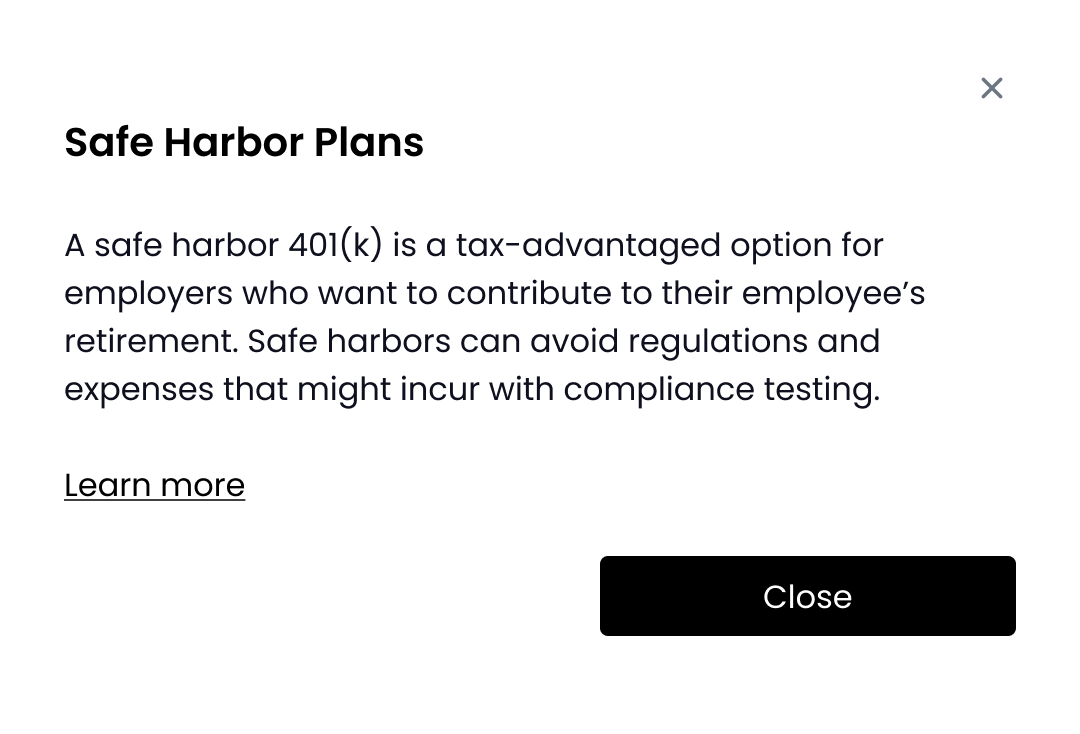 Safe Harbor Plans
A safe harbor 401(k) is a tax-advantaged option for
employers who want to contribute to their employee’s
retirement. Safe harbors can avoid regulations and
expenses that might incur with compliance testing.
Learn more
Close